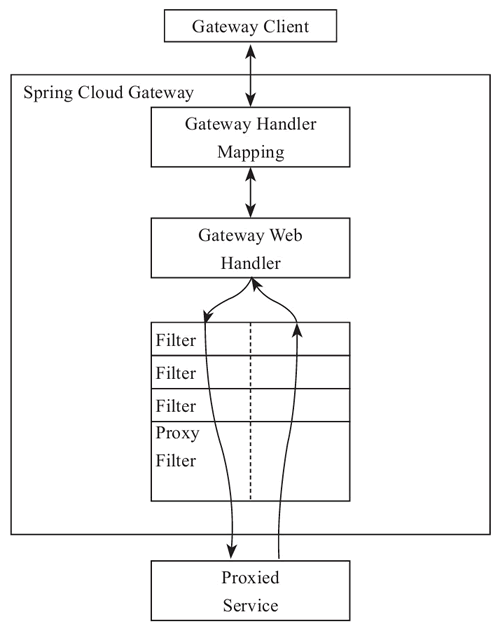 Gateway Client
Spring Cloud Gateway
Gateway Handler
Mapping
Gateway Web
Handler
Filter
Filter
Filter
Proxy
Filter
Proxied
Service